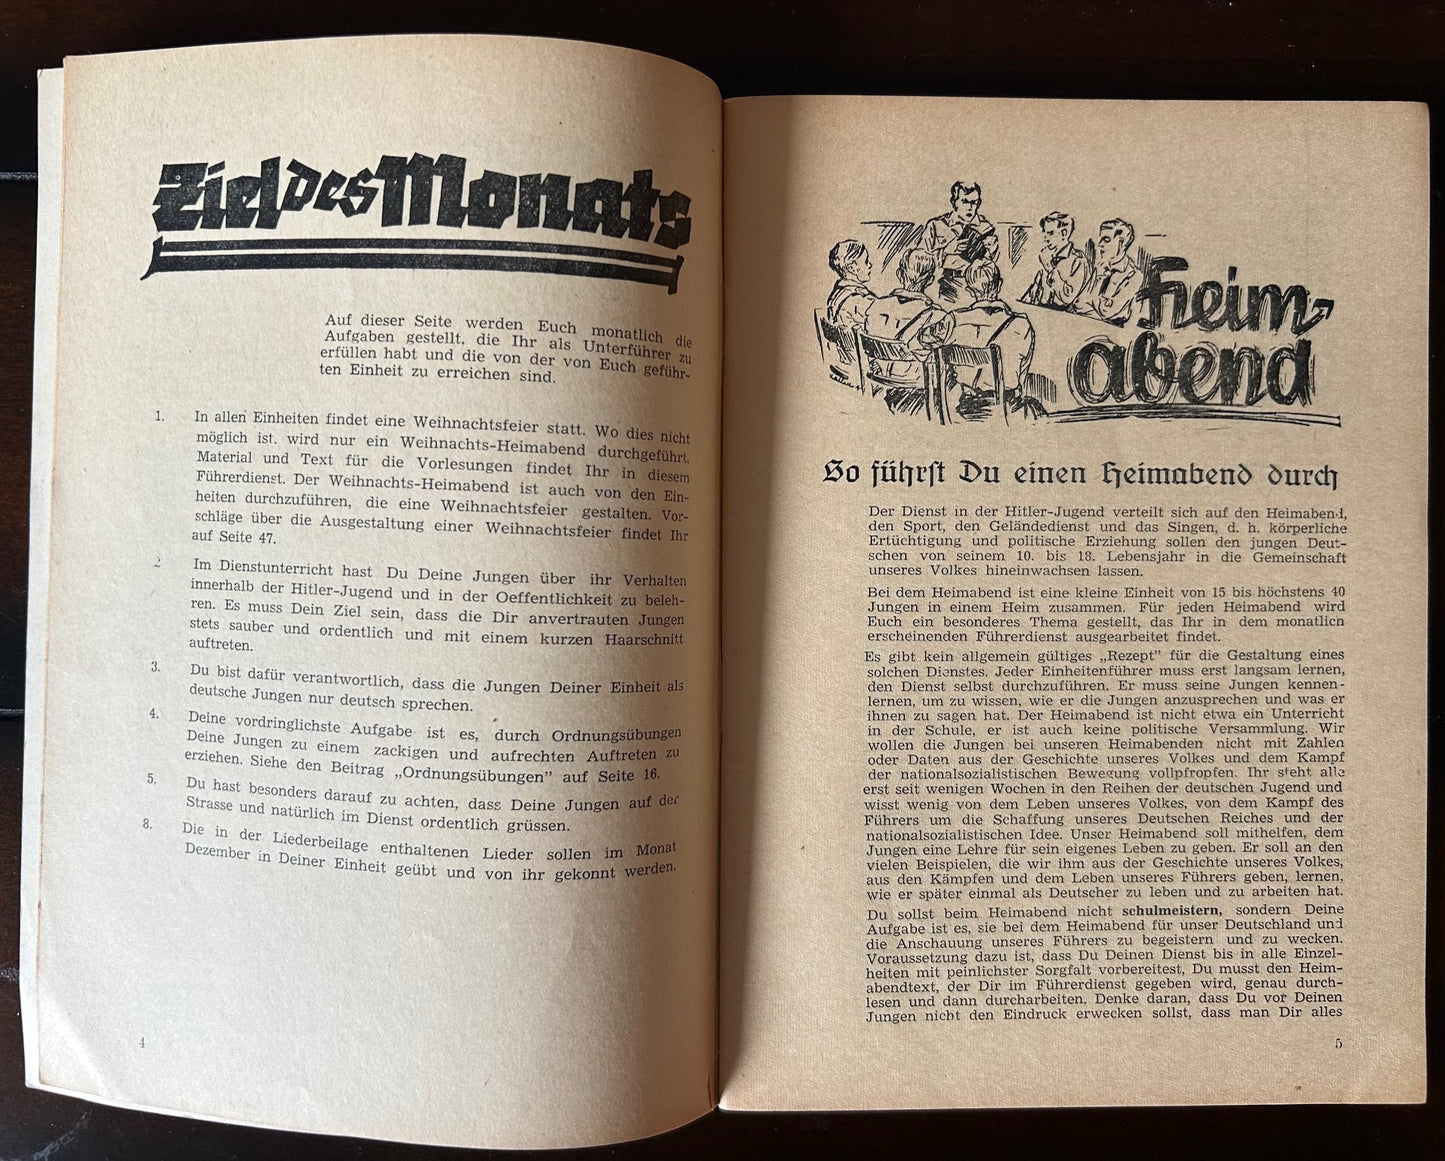 Ziel des Monats
Auf dieser Seite werden Euch monatlich die
Aufgaben gestellt, die Ihr als Unterführer zu
erfüllen habt und die von der von Euch geführ-
ten Einheit zu erreichen sind.
1. In allen Einheiten findet eine Weihnachtsfeier statt. Wo dies nicht
möglich ist, wird nur ein Weihnachts-Heimabend durchgeführt.
Material und Text für die Vorlesungen findet Ihr in diesem
Führerdienst. Der Weihnachts-Heimabend ist auch von den Ein-
heiten durchzuführen, die eine Weihnachtsfeier gestalten. Vor-
schläge über die Ausgestaltung einer Weihnachtsfeier findet Ihr
auf Seite 47.
2 Im Dienstunterricht hast Du Deine Jungen über ihr Verhalten
innerhalb der Hitler-Jugend und in der Oeffentlichkeit zu beleh-
ren. Es muss Dein Ziel sein, dass die Dir anvertrauten Jungen
stets sauber und ordentlich und mit einem kurzen Haarschnitt
auftreten.
3. Du bist dafür verantwortlich, dass die Jungen Deiner Einheit als
deutsche Jungen nur deutsch sprechen.
4. Deine vordringlichste Aufgabe ist es, durch Ordnungsübungen
Deine Jungen zu einem zackigen und aufrechten Auftreten zu
erziehen. Siehe den Beitrag „Ordnungsübungen” auf Seite 16.
5. Du hast besonders darauf zu achten, dass Deine Jungen auf der
Strasse und natürlich im Dienst ordentlich grüssen.
8. Die in der Liederbeilage enthaltenen Lieder sollen im Monat
Dezember in Deiner Einheit geübt und von ihr gekonnt werden.
4
Heim-
abend
So führst Du einen Heimabend durch
Der Dienst in der Hitler-Jugend verteilt sich auf den Heimabend,
den Sport, den Geländedienst und das Singen, d. h. körperliche
Ertüchtigung und politische Erziehung sollen den jungen Deut-
schen von seinem 10. bis 18. Lebensjahr in die Gemeinschaft
unseres Volkes hineinwachsen lassen.
Bei dem Heimabend ist eine kleine Einheit von 15 bis höchstens 40
Jungen in einem Heim zusammen. Für jeden Heimabend wird
Euch ein besonderes Thema gestellt, das Ihr in dem monatlich
erscheinenden Führerdienst ausgearbeitet findet.
Es gibt kein allgemein gültiges „Rezept” für die Gestaltung eines
solchen Dienstes. Jeder Einheitenführer muss erst langsam lernen,
den Dienst selbst durchzuführen. Er muss seine Jungen kennen-
lernen, um zu wissen, wie er die Jungen anzusprechen und was er
ihnen zu sagen hat. Der Heimabend ist nicht etwa ein Unterricht
in der Schule, er ist auch keine politische Versammlung. Wir
wollen die Jungen bei unseren Heimabenden nicht mit Zahlen
oder Daten aus der Geschichte unseres Volkes und dem Kampf
der nationalsozialistischen Bewegung vollpfropfen. Ihr steht alle
erst seit wenigen Wochen in den Reihen der deutschen Jugend und
wisst wenig von dem Leben unseres Volkes, von dem Kampf des
Führers um die Schaffung unseres Deutschen Reiches und der
nationalsozialistischen Idee. Unser Heimabend soll mithelfen, dem
Jungen eine Lehre für sein eigenes Leben zu geben. Er soll an den
vielen Beispielen, die wir ihm aus der Geschichte unseres Volkes,
aus den Kämpfen und dem Leben unseres Führers geben, lernen,
wie er später einmal als Deutscher zu leben und zu arbeiten hat.
Du sollst beim Heimabend nicht schulmeistern, sondern Deine
Aufgabe ist es, sie bei dem Heimabend für unser Deutschland und
die Anschauung unseres Führers zu begeistern und zu wecken.
Voraussetzung dazu ist, dass Du Deinen Dienst bis in alle Einzel-
heiten mit peinlichster Sorgfalt vorbereitest, Du musst den Heim-
abendtext, der Dir im Führerdienst gegeben wird, genau durch-
lesen und dann durcharbeiten. Denke daran, dass Du vor Deinen
Jungen nicht den Eindruck erwecken sollst, dass man Dir alles
5